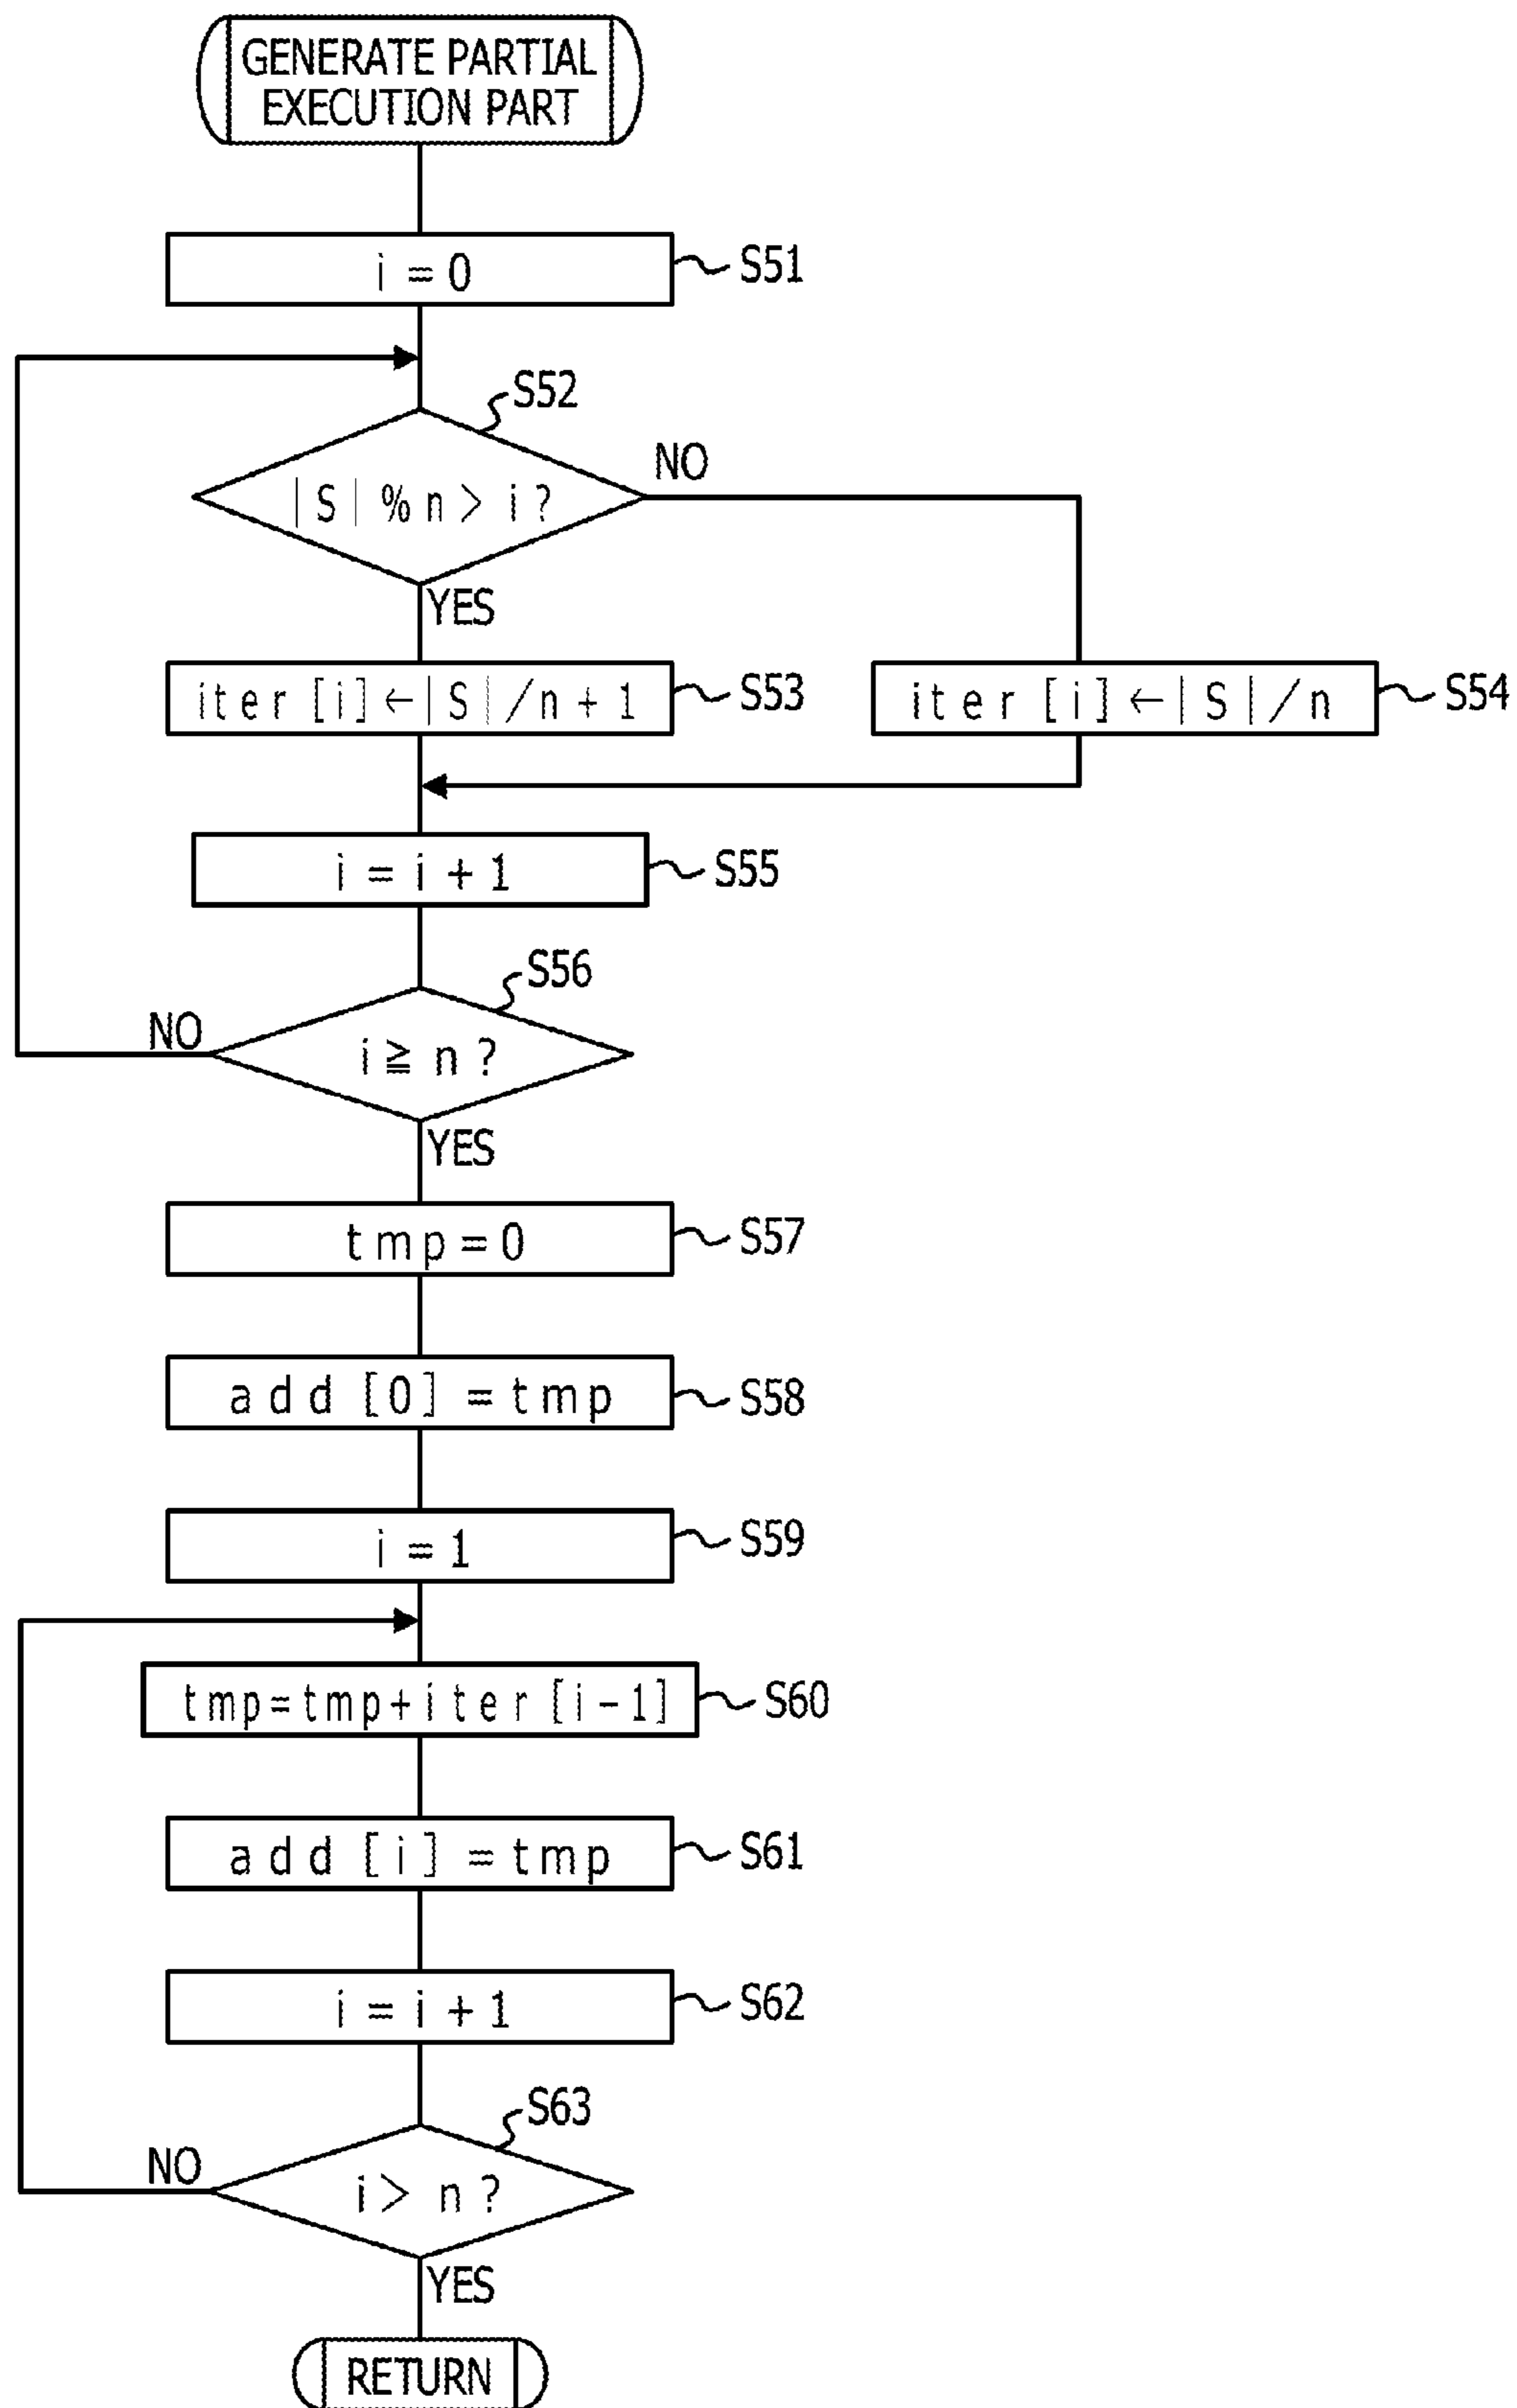 GENERATE PARTIAL
EXECUTION PART
i = 0
S51
S52
|S| % n > i ?
NO
YES
iter [i] ← |S| / n + 1
S53
iter [i] ← |S| / n
S54
i = i + 1
S55
S56
NO
i ≧ n ?
YES
tmp = 0
S57
add [0] = tmp
S58
i = 1
S59
tmp = tmp + iter [i - 1]
S60
add [i] = tmp
S61
i = i + 1
S62
S63
NO
i > n ?
YES
RETURN